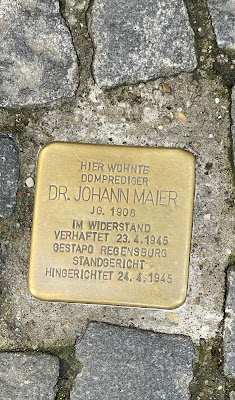 HIER WOHNTE
DOMPREDIGER
DR. JOHANN MAIER
JG. 1906
IM WIDERSTAND
VERHAFTET 23.4.1945
GESTAPO REGENSBURG
STANDGERICHT
HINGERICHTET 24.4.1945